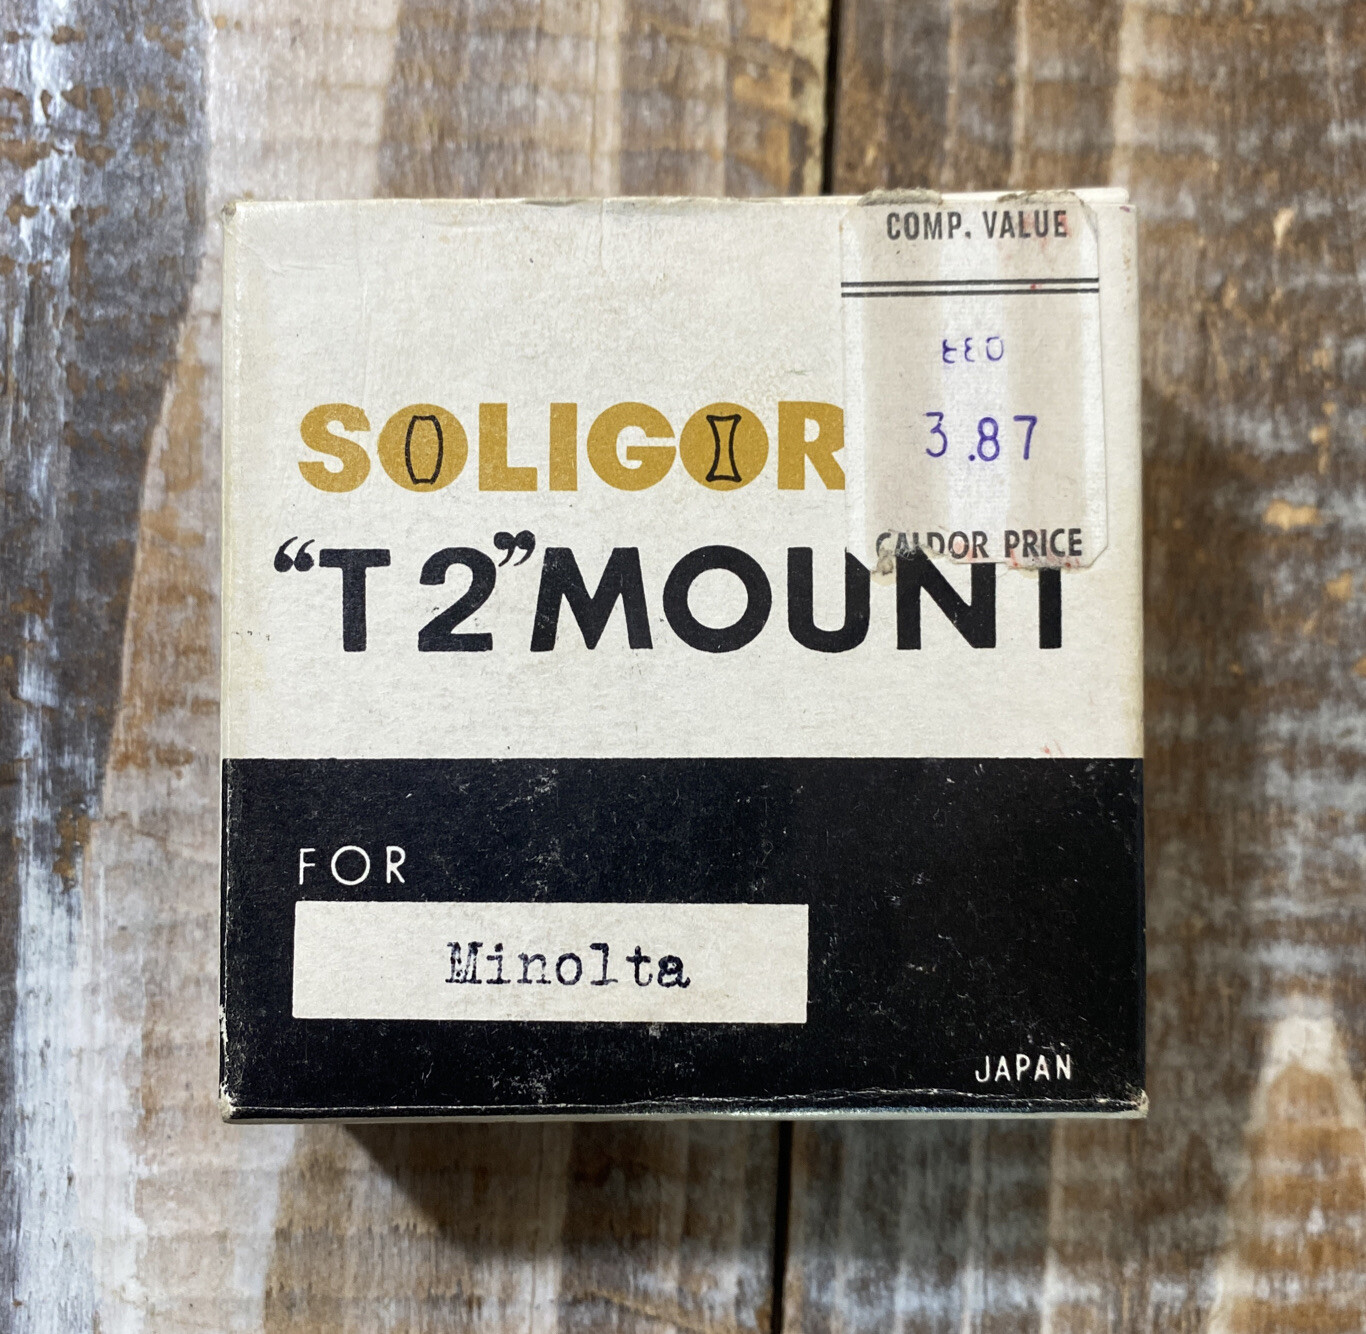 COMP. VALUE
3.87
CALDOR PRICE
SOLIGOR
“T2” MOUNT
FOR
Minolta
JAPAN